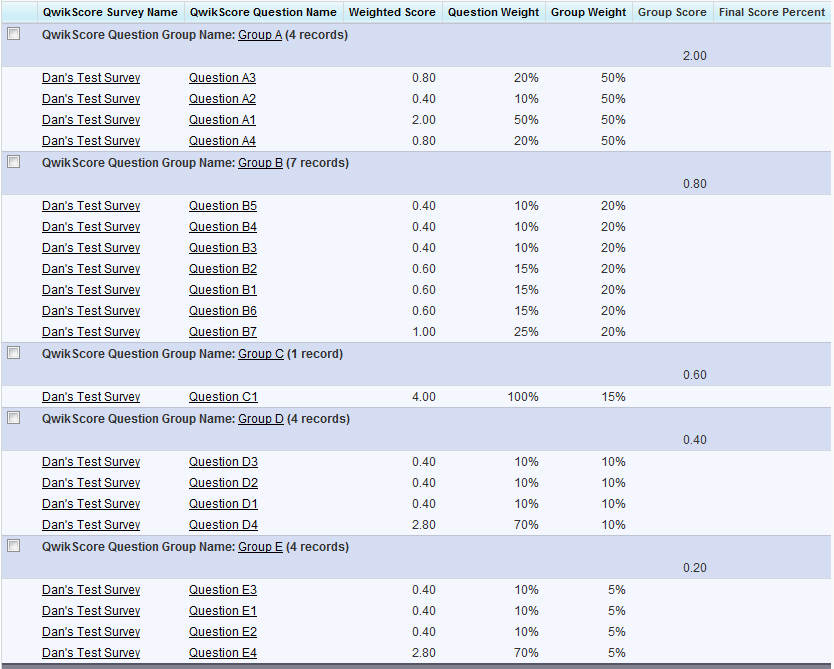 QwikScore Survey Name QwikScore Question Name Weighted Score Question Weight Group Weight Group Score Final Score Percent
QwikScore Question Group Name: Group A (4 records)
2.00
Dan's Test Survey Question A3 0.80 20% 50%
Dan's Test Survey Question A2 0.40 10% 50%
Dan's Test Survey Question A1 2.00 50% 50%
Dan's Test Survey Question A4 0.80 20% 50%
QwikScore Question Group Name: Group B (7 records)
0.80
Dan's Test Survey Question B5 0.40 10% 20%
Dan's Test Survey Question B4 0.40 10% 20%
Dan's Test Survey Question B3 0.40 10% 20%
Dan's Test Survey Question B2 0.60 15% 20%
Dan's Test Survey Question B1 0.60 15% 20%
Dan's Test Survey Question B6 0.60 15% 20%
Dan's Test Survey Question B7 1.00 25% 20%
QwikScore Question Group Name: Group C (1 record)
0.60
Dan's Test Survey Question C1 4.00 100% 15%
QwikScore Question Group Name: Group D (4 records)
0.40
Dan's Test Survey Question D3 0.40 10% 10%
Dan's Test Survey Question D2 0.40 10% 10%
Dan's Test Survey Question D1 0.40 10% 10%
Dan's Test Survey Question D4 2.80 70% 10%
QwikScore Question Group Name: Group E (4 records)
0.20
Dan's Test Survey Question E3 0.40 10% 5%
Dan's Test Survey Question E1 0.40 10% 5%
Dan's Test Survey Question E2 0.40 10% 5%
Dan's Test Survey Question E4 2.80 70% 5%